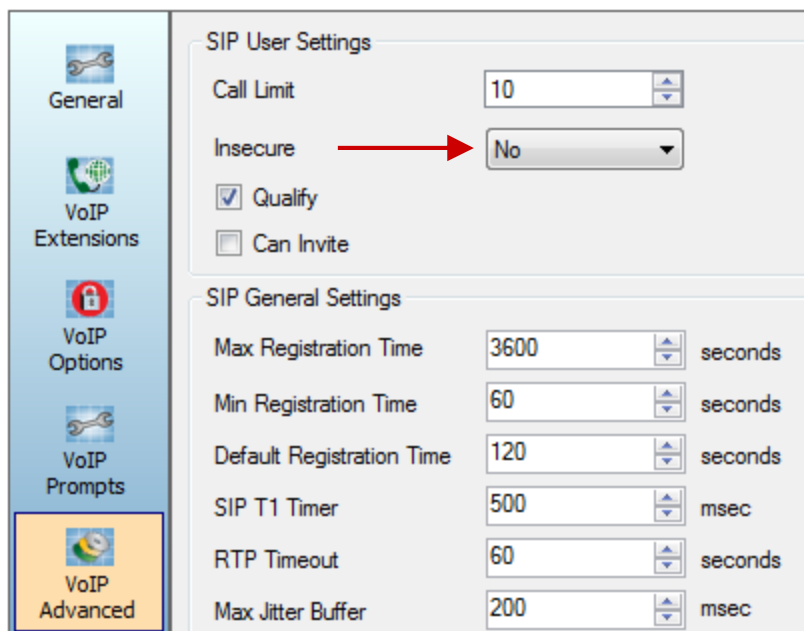 General
VoIP
Extensions
VoIP
Options
VoIP
Prompts
VoIP
Advanced
SIP User Settings
Call Limit 10
Insecure No
Qualify
Can Invite
SIP General Settings
Max Registration Time 3600 seconds
Min Registration Time 60 seconds
Default Registration Time 120 seconds
SIP T1 Timer 500 msec
RTP Timeout 60 seconds
Max Jitter Buffer 200 msec